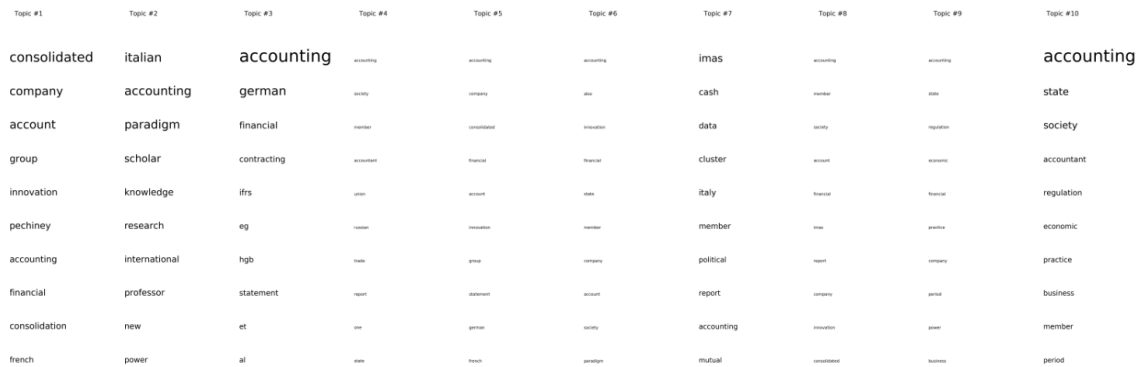 Topic #1 Topic #2 Topic #3 Topic #4 Topic #5 Topic #6 Topic #7 Topic #8 Topic #9 Topic #10
consolidated italian accounting accounting accounting accounting imas accounting accounting accounting
company accounting german society company also cash member state state
account paradigm financial member consolidated innovation data society regulation society
group scholar contracting accountant financial financial cluster account economic accountant
innovation knowledge ifrs union account state italy financial financial regulation
pechiney research eg russian innovation member member imas practice economic
accounting international hgb trade group company political report company practice
financial professor statement report statement account report company period business
consolidation new et one german society accounting innovation power member
french power al state french paradigm mutual consolidated business period